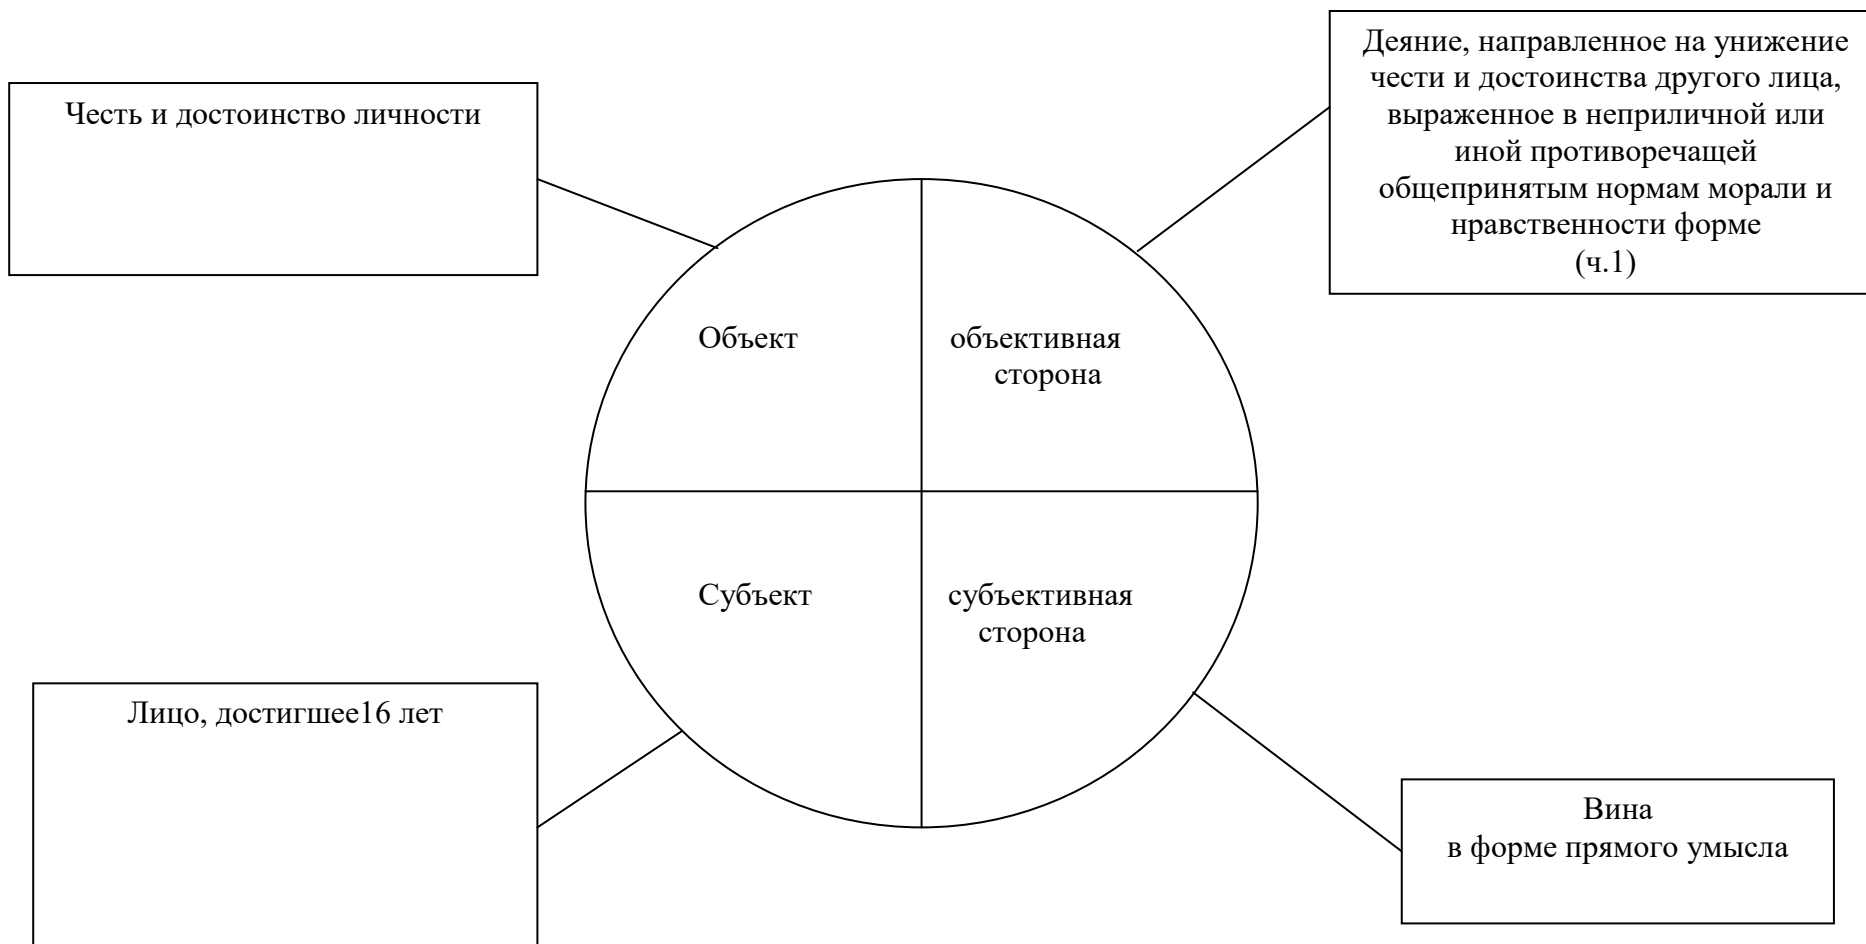 Честь и достоинство личности
Деяние, направленное на унижение
чести и достоинства другого лица,
выраженное в неприличной или
иной противоречащей
общепринятым нормам морали и
нравственности форме
(ч.1)
Объект
объективная
сторона
Субъект
субъективная
сторона
Лицо, достигшее16 лет
Вина
в форме прямого умысла